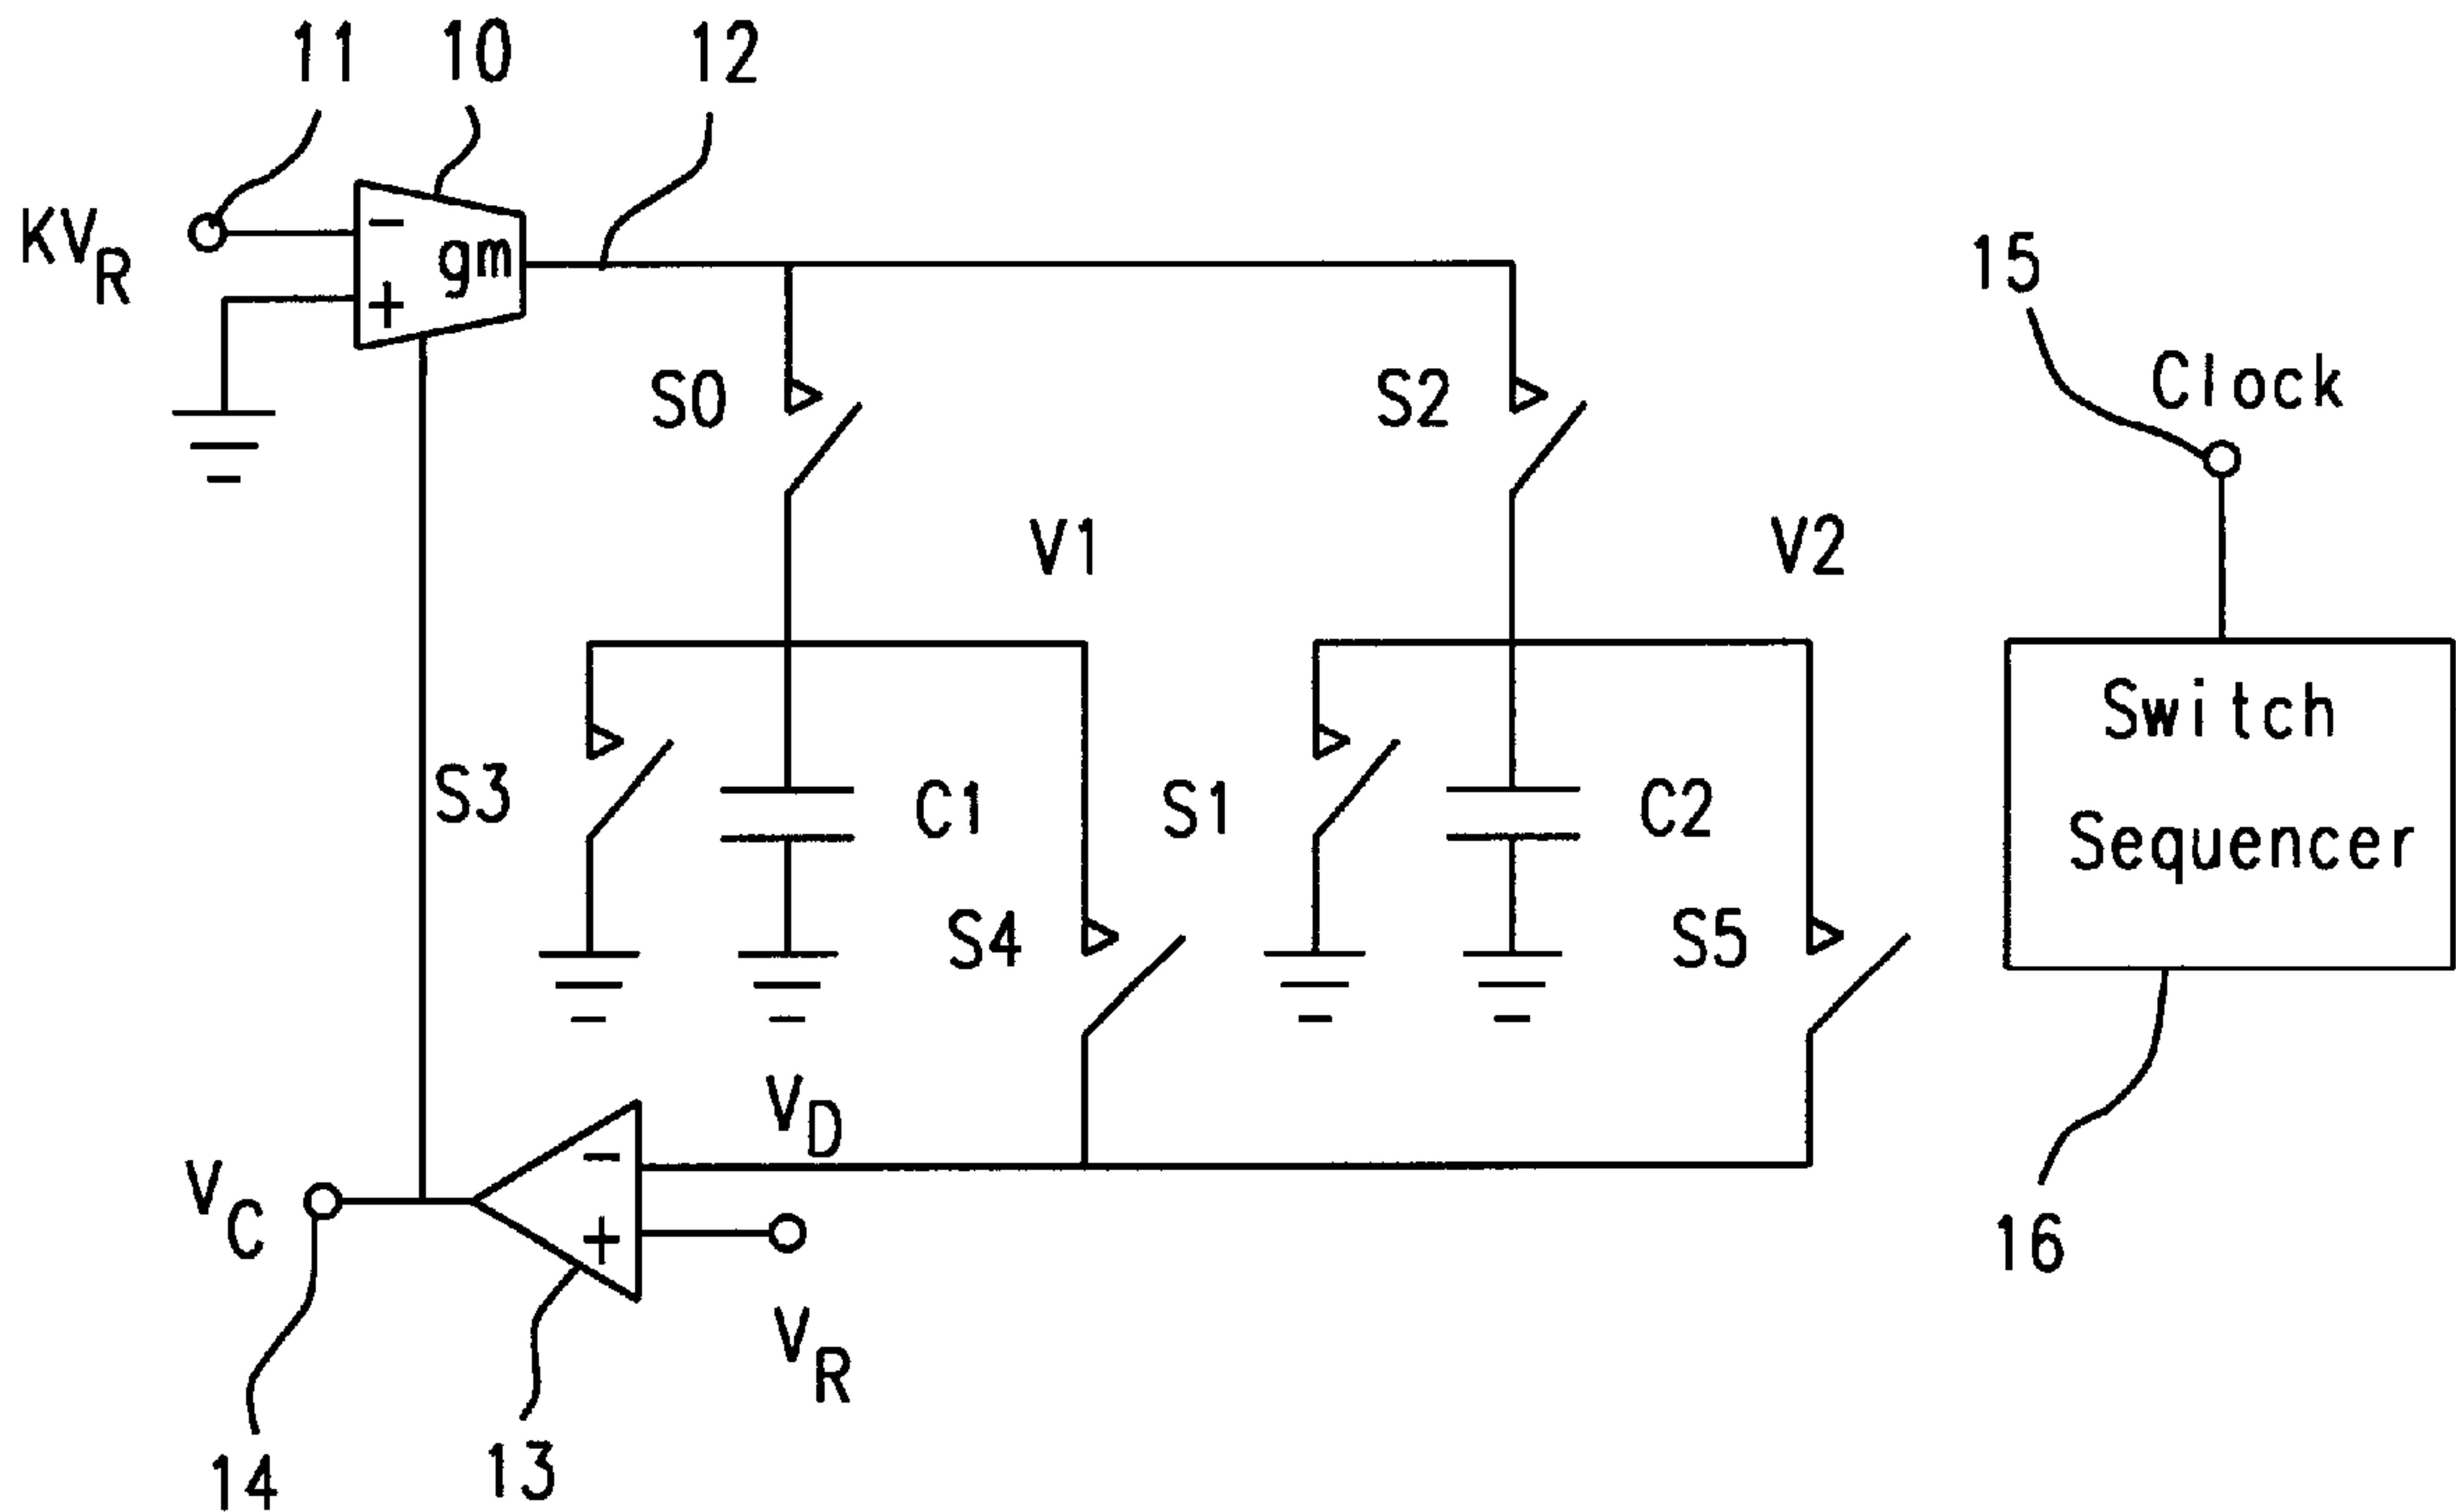 11
10
12
KVR
-
gm
+
15
Clock
S0
S2
V1
V2
Switch
Sequencer
S3
C1
S1
C2
S4
S5
VD
-
VC
+
VR
16
14
13